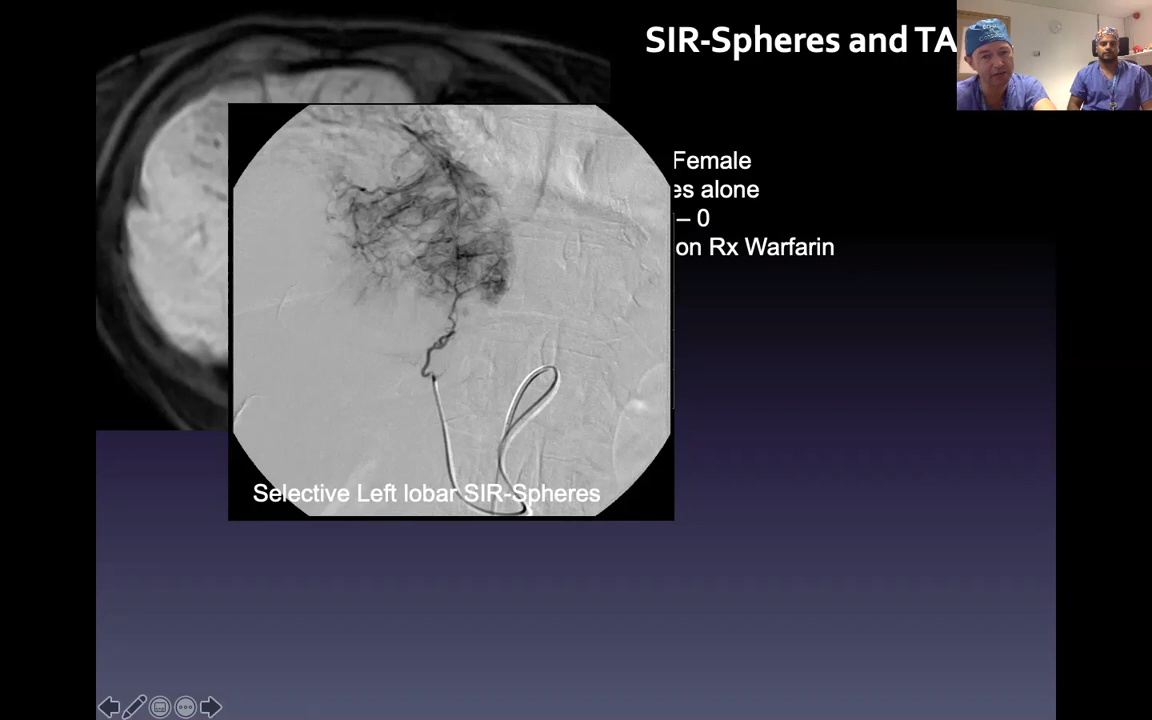 SIR-Spheres and TA
Female
es alone
– 0
on Rx Warfarin
Selective Left lobar SIR-Spheres